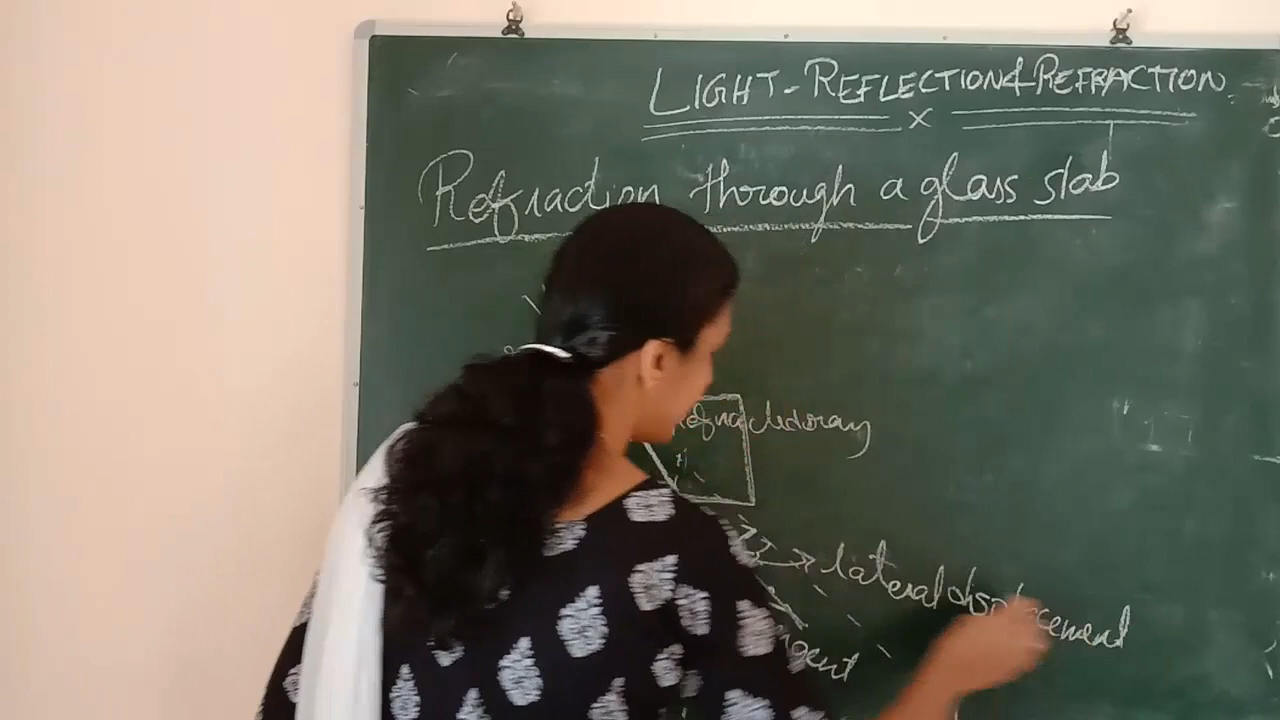 LIGHT - REFLECTION & REFRACTION
Refraction through a glass slab
Refracted ray
lateral displacement